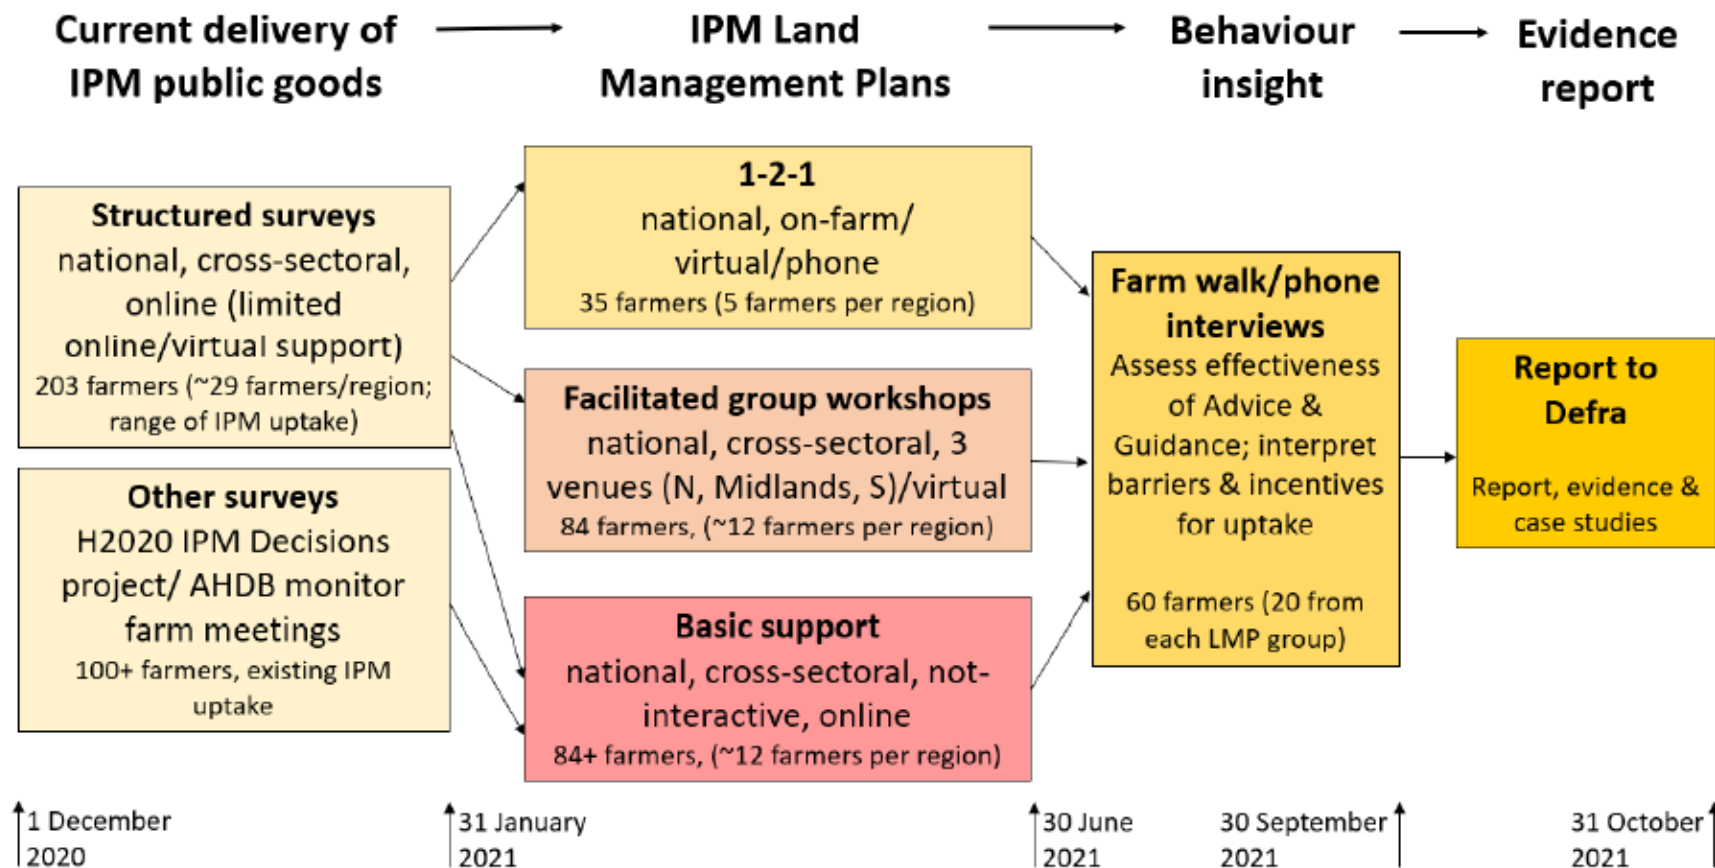 Current delivery of
IPM public goods
IPM Land
Management Plans
Behaviour
insight
Evidence
report
Structured surveys
national, cross-sectoral,
online (limited
online/virtual support)
203 farmers (~29 farmers/region;
range of IPM uptake)
Other surveys
H2020 IPM Decisions
project/ AHDB monitor
farm meetings
100+ farmers, existing IPM
uptake
1-2-1
national, on-farm/
virtual/phone
35 farmers (5 farmers per region)
Facilitated group workshops
national, cross-sectoral, 3
venues (N, Midlands, S)/virtual
84 farmers, (~12 farmers per region)
Basic support
national, cross-sectoral, not-
interactive, online
84+ farmers, (~12 farmers per region)
Farm walk/phone
interviews
Assess effectiveness
of Advice &
Guidance; interpret
barriers & incentives
for uptake
60 farmers (20 from
each LMP group)
Report to
Defra
Report, evidence &
case studies
1 December
2020
31 January
2021
30 June
2021
30 September
2021
31 October
2021